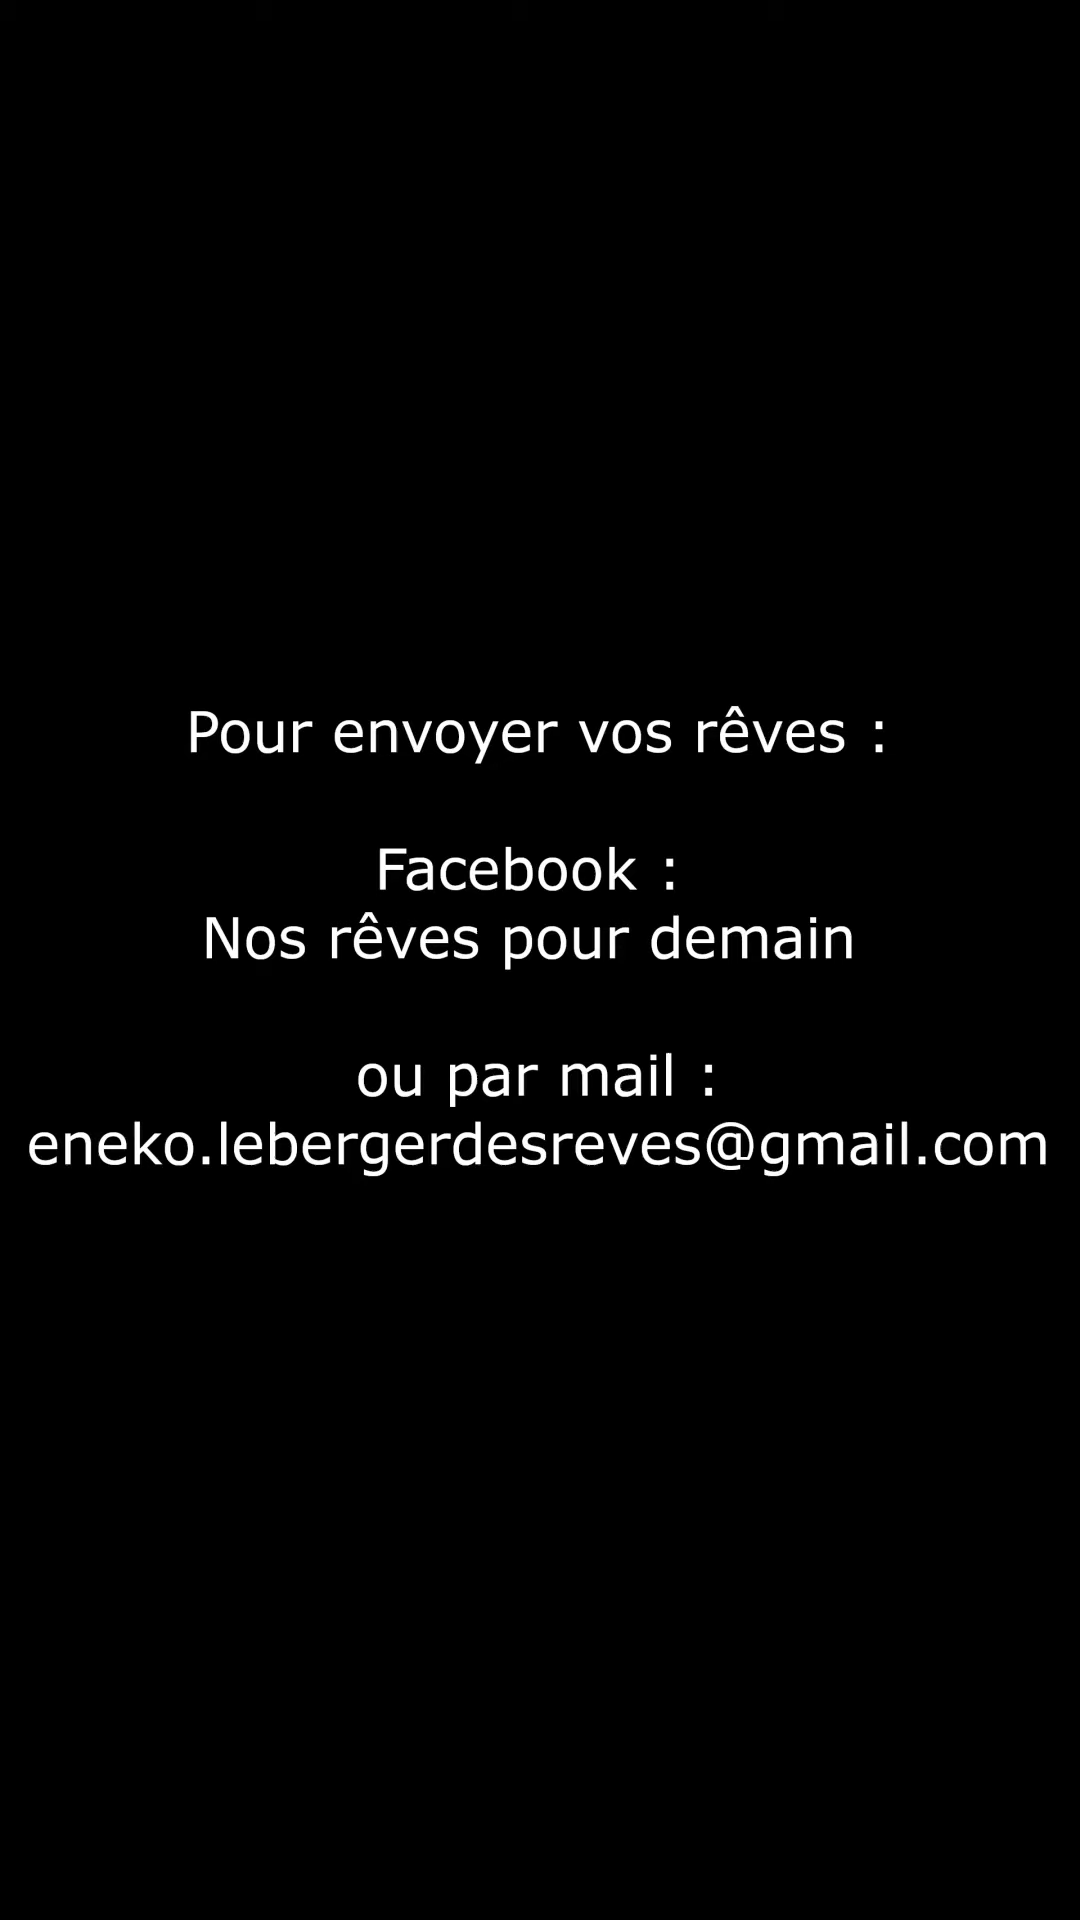 Pour envoyer vos rêves :
Facebook :
Nos rêves pour demain
ou par mail :
eneko.lebergerdesreves@gmail.com